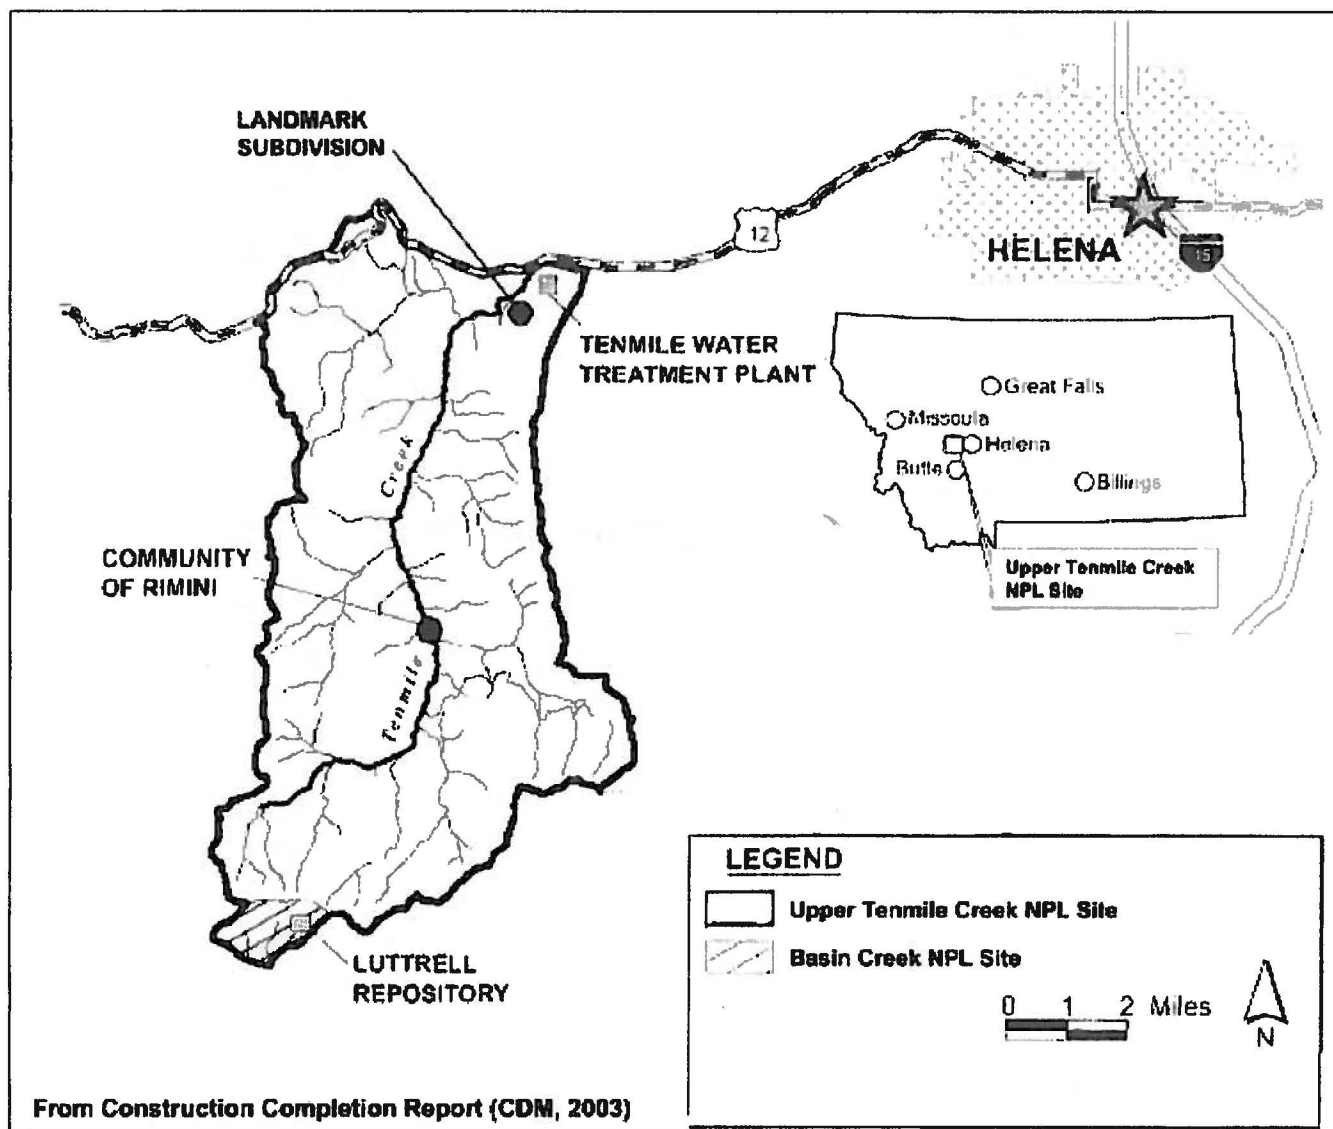 LANDMARK
SUBDIVISION
12
HELENA
15
TENMILE WATER
TREATMENT PLANT
Great Falls
Missoula
Helena
Butte
Billings
Creek
COMMUNITY
OF RIMINI
Upper Tenmile Creek
NPL Site
Tenmile
LEGEND
Upper Tenmile Creek NPL Site
Basin Creek NPL Site
LUTTRELL
REPOSITORY
0 1 2 Miles
N
From Construction Completion Report (CDM, 2003)